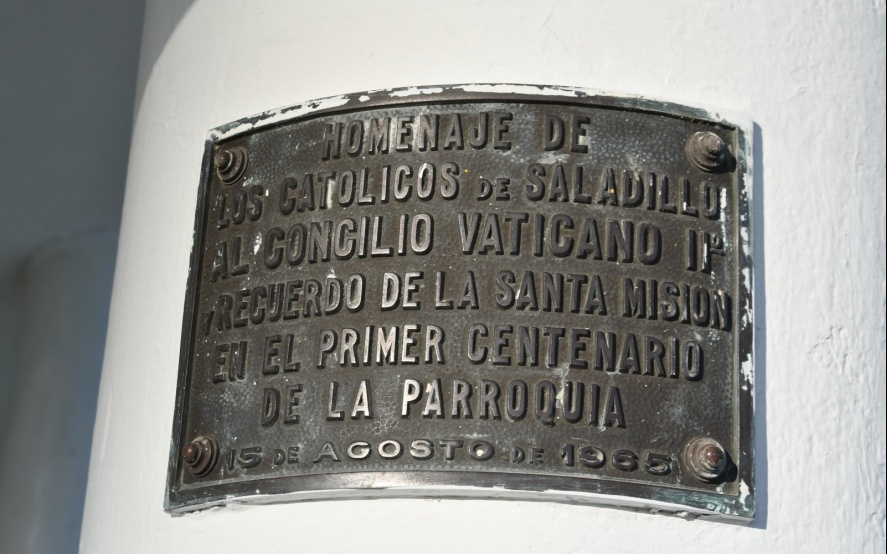 HOMENAJE DE
LOS CATOLICOS DE SALADILLO
AL CONCILIO VATICANO IIº
Y RECUERDO DE LA SANTA MISION
EN EL PRIMER CENTENARIO
DE LA PARROQUIA
15 DE AGOSTO DE 1965